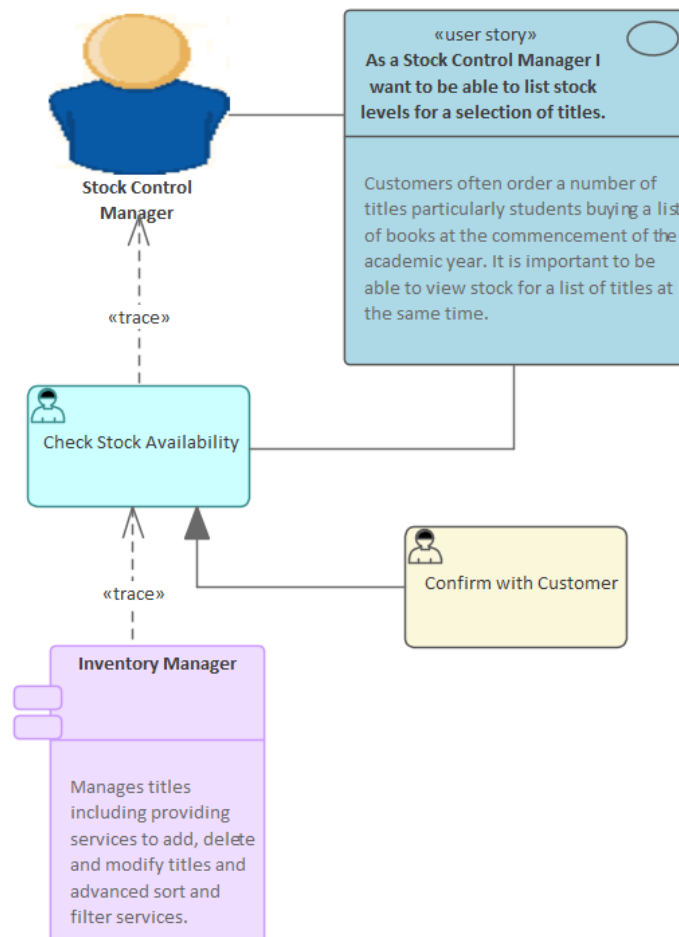 «user story»
As a Stock Control Manager I
want to be able to list stock
levels for a selection of titles.
Customers often order a number of
titles particularly students buying a list
of books at the commencement of the
academic year. It is important to be
able to view stock for a list of titles at
the same time.
Stock Control
Manager
«trace»
Check Stock Availability
Confirm with Customer
«trace»
Inventory Manager
Manages titles
including providing
services to add, delete
and modify titles and
advanced sort and
filter services.